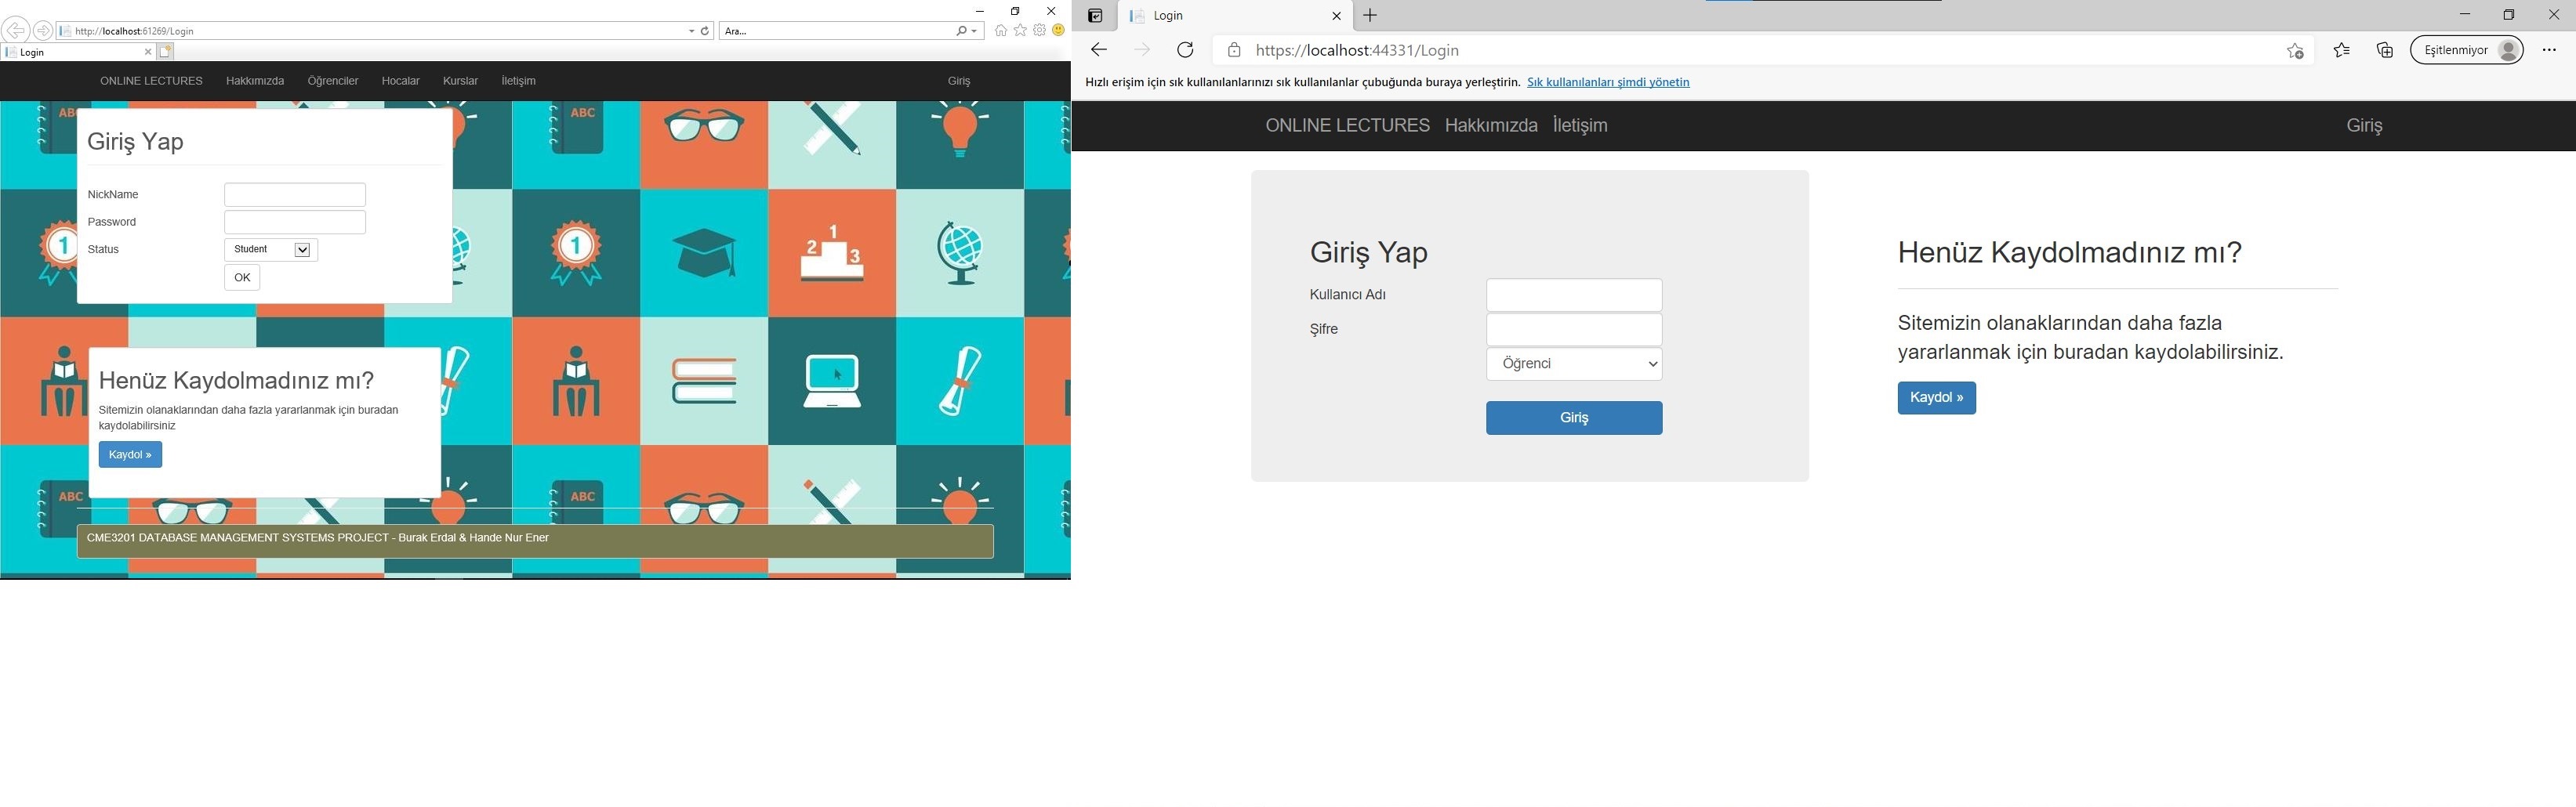 http://localhost:61269/Login
Ara...
Login
ONLINE LECTURES Hakkımızda Öğrenciler Hocalar Kurslar İletişim Giriş
Giriş Yap
NickName
Password
Status Student
OK
Henüz Kaydolmadınız mı?
Sitemizin olanaklarından daha fazla yararlanmak için buradan
kaydolabilirsiniz
Kaydol »
ABC ABC
1 1
2 1 3
ABC ABC
CME3201 DATABASE MANAGEMENT SYSTEMS PROJECT - Burak Erdal & Hande Nur Ener
Login
https://localhost:44331/Login
Eşitlenmiyor
Hızlı erişim için sık kullanılanlarınızı sık kullanılanlar çubuğunda buraya yerleştirin. Sık kullanılanları şimdi yönetin
ONLINE LECTURES Hakkımızda İletişim Giriş
Giriş Yap
Kullanıcı Adı
Şifre
Öğrenci
Giriş
Henüz Kaydolmadınız mı?
Sitemizin olanaklarından daha fazla
yararlanmak için buradan kaydolabilirsiniz.
Kaydol »